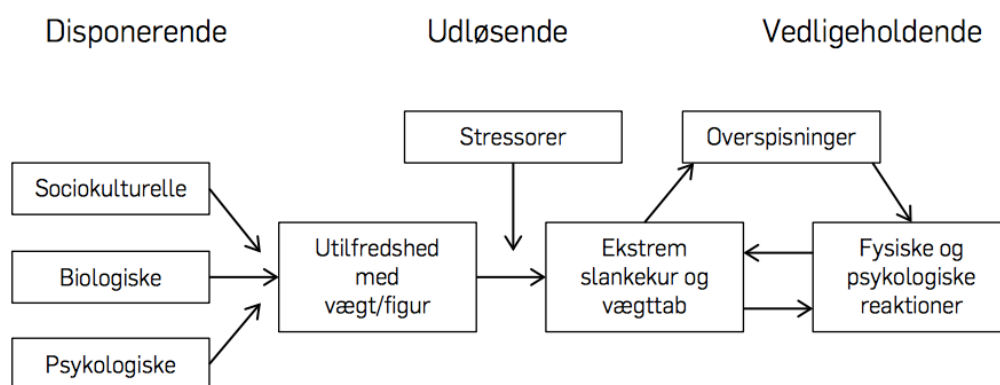 Disponerende
Udløsende
Vedligeholdende
Stressorer
Overspisninger
Sociokulturelle
Biologiske
Psykologiske
Utilfredshed
med
vægt/figur
Ekstrem
slankekur og
vægttab
Fysiske og
psykologiske
reaktioner